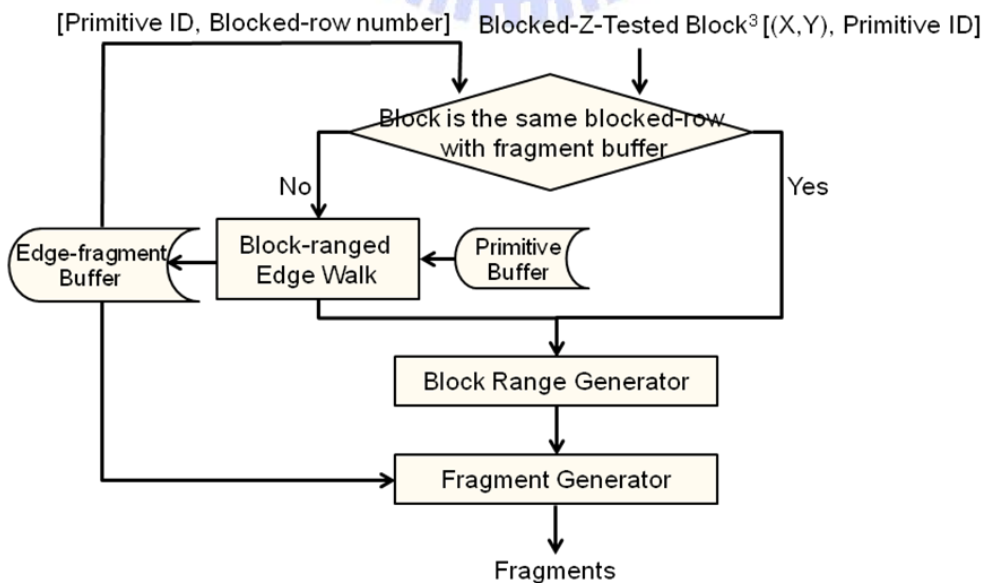 [Primitive ID, Blocked-row number]
Blocked-Z-Tested Block³ [(X,Y), Primitive ID]
Block is the same blocked-row
with fragment buffer
No
Yes
Edge-fragment
Buffer
Block-ranged
Edge Walk
Primitive
Buffer
Block Range Generator
Fragment Generator
Fragments